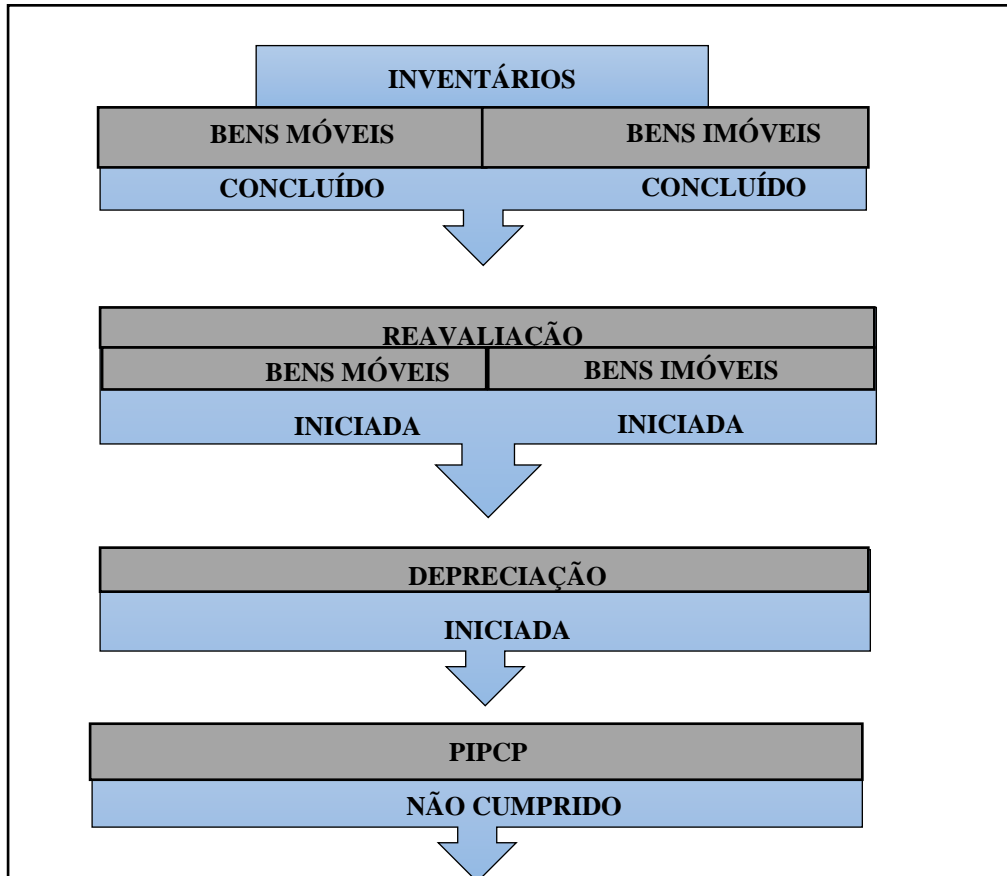 INVENTÁRIOS
BENS MÓVEIS BENS IMÓVEIS
CONCLUÍDO CONCLUÍDO
REAVALIAÇÃO
BENS MÓVEIS BENS IMÓVEIS
INICIADA INICIADA
DEPRECIAÇÃO
INICIADA
PIPCP
NÃO CUMPRIDO